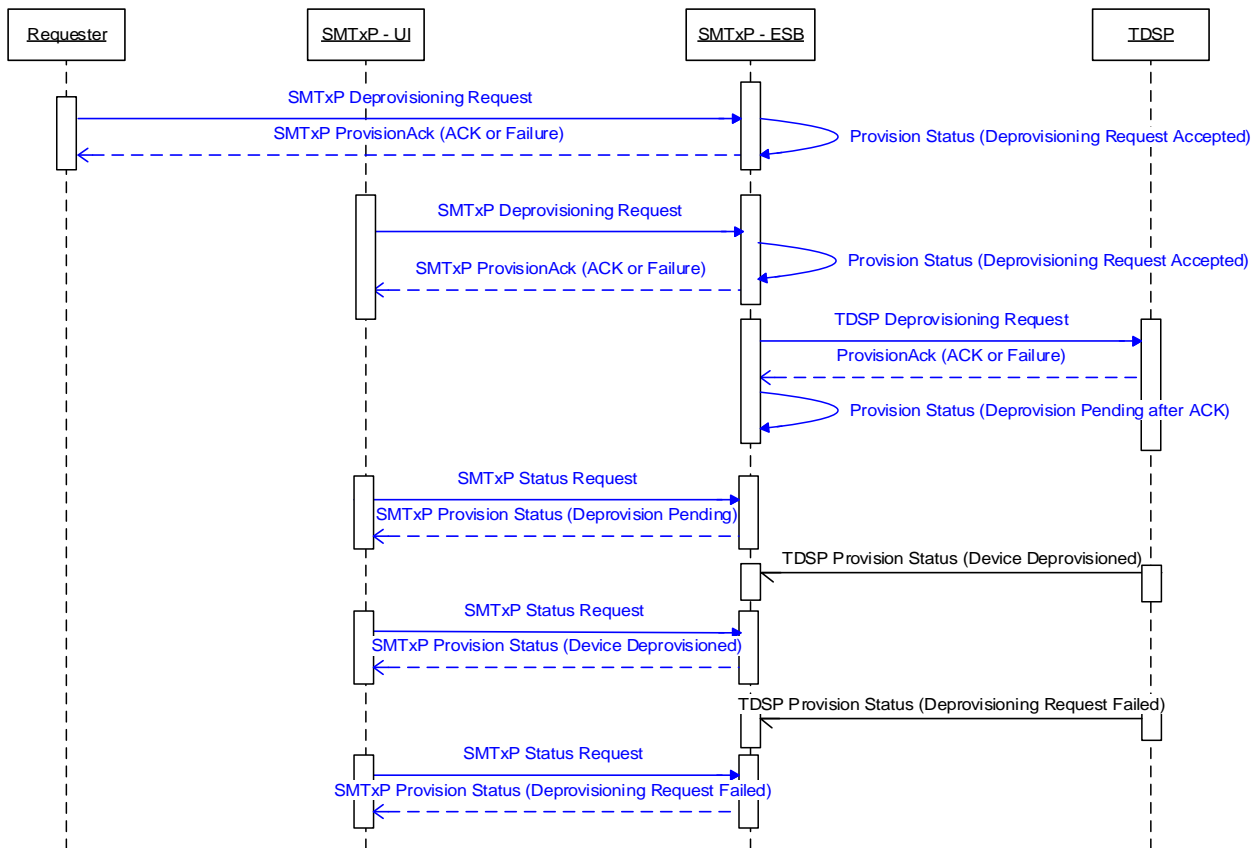 Requester
SMTxP - UI
SMTxP - ESB
TDSP
SMTxP Deprovisioning Request
SMTxP ProvisionAck (ACK or Failure)
Provision Status (Deprovisioning Request Accepted)
SMTxP Deprovisioning Request
SMTxP ProvisionAck (ACK or Failure)
Provision Status (Deprovisioning Request Accepted)
TDSP Deprovisioning Request
ProvisionAck (ACK or Failure)
Provision Status (Deprovision Pending after ACK)
SMTxP Status Request
SMTxP Provision Status (Deprovision Pending)
TDSP Provision Status (Device Deprovisioned)
SMTxP Status Request
SMTxP Provision Status (Device Deprovisioned)
TDSP Provision Status (Deprovisioning Request Failed)
SMTxP Status Request
SMTxP Provision Status (Deprovisioning Request Failed)